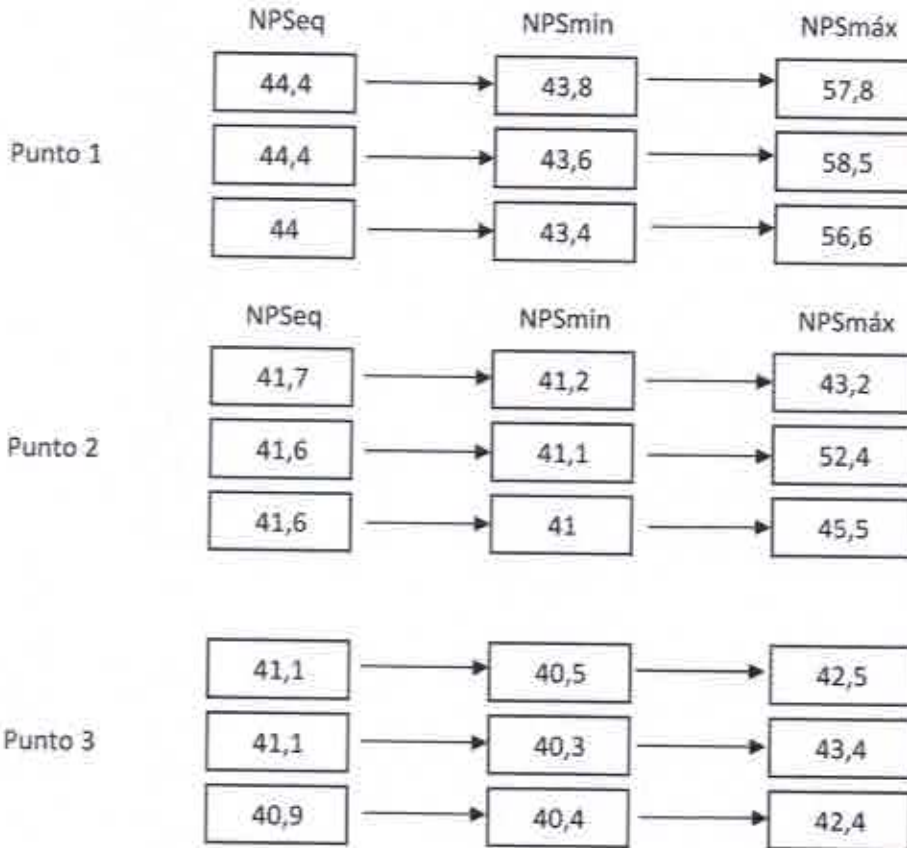 NPSeq NPSmin NPSmáx
44,4 43,8 57,8
Punto 1 44,4 43,6 58,5
44 43,4 56,6
NPSeq NPSmin NPSmáx
41,7 41,2 43,2
Punto 2 41,6 41,1 52,4
41,6 41 45,5
41,1 40,5 42,5
Punto 3 41,1 40,3 43,4
40,9 40,4 42,4